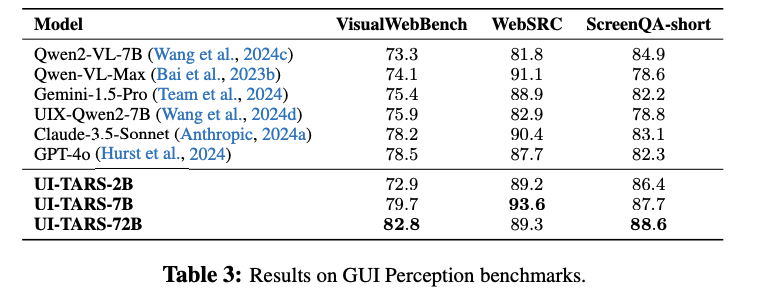 Model VisualWebBench WebSRC ScreenQA-short
Qwen2-VL-7B (Wang et al., 2024c) 73.3 81.8 84.9
Qwen-VL-Max (Bai et al., 2023b) 74.1 91.1 78.6
Gemini-1.5-Pro (Team et al., 2024) 75.4 88.9 82.2
UIX-Qwen2-7B (Wang et al., 2024d) 75.9 82.9 78.8
Claude-3.5-Sonnet (Anthropic, 2024a) 78.2 90.4 83.1
GPT-4o (Hurst et al., 2024) 78.5 87.7 82.3
UI-TARS-2B 72.9 89.2 86.4
UI-TARS-7B 79.7 93.6 87.7
UI-TARS-72B 82.8 89.3 88.6
Table 3: Results on GUI Perception benchmarks.